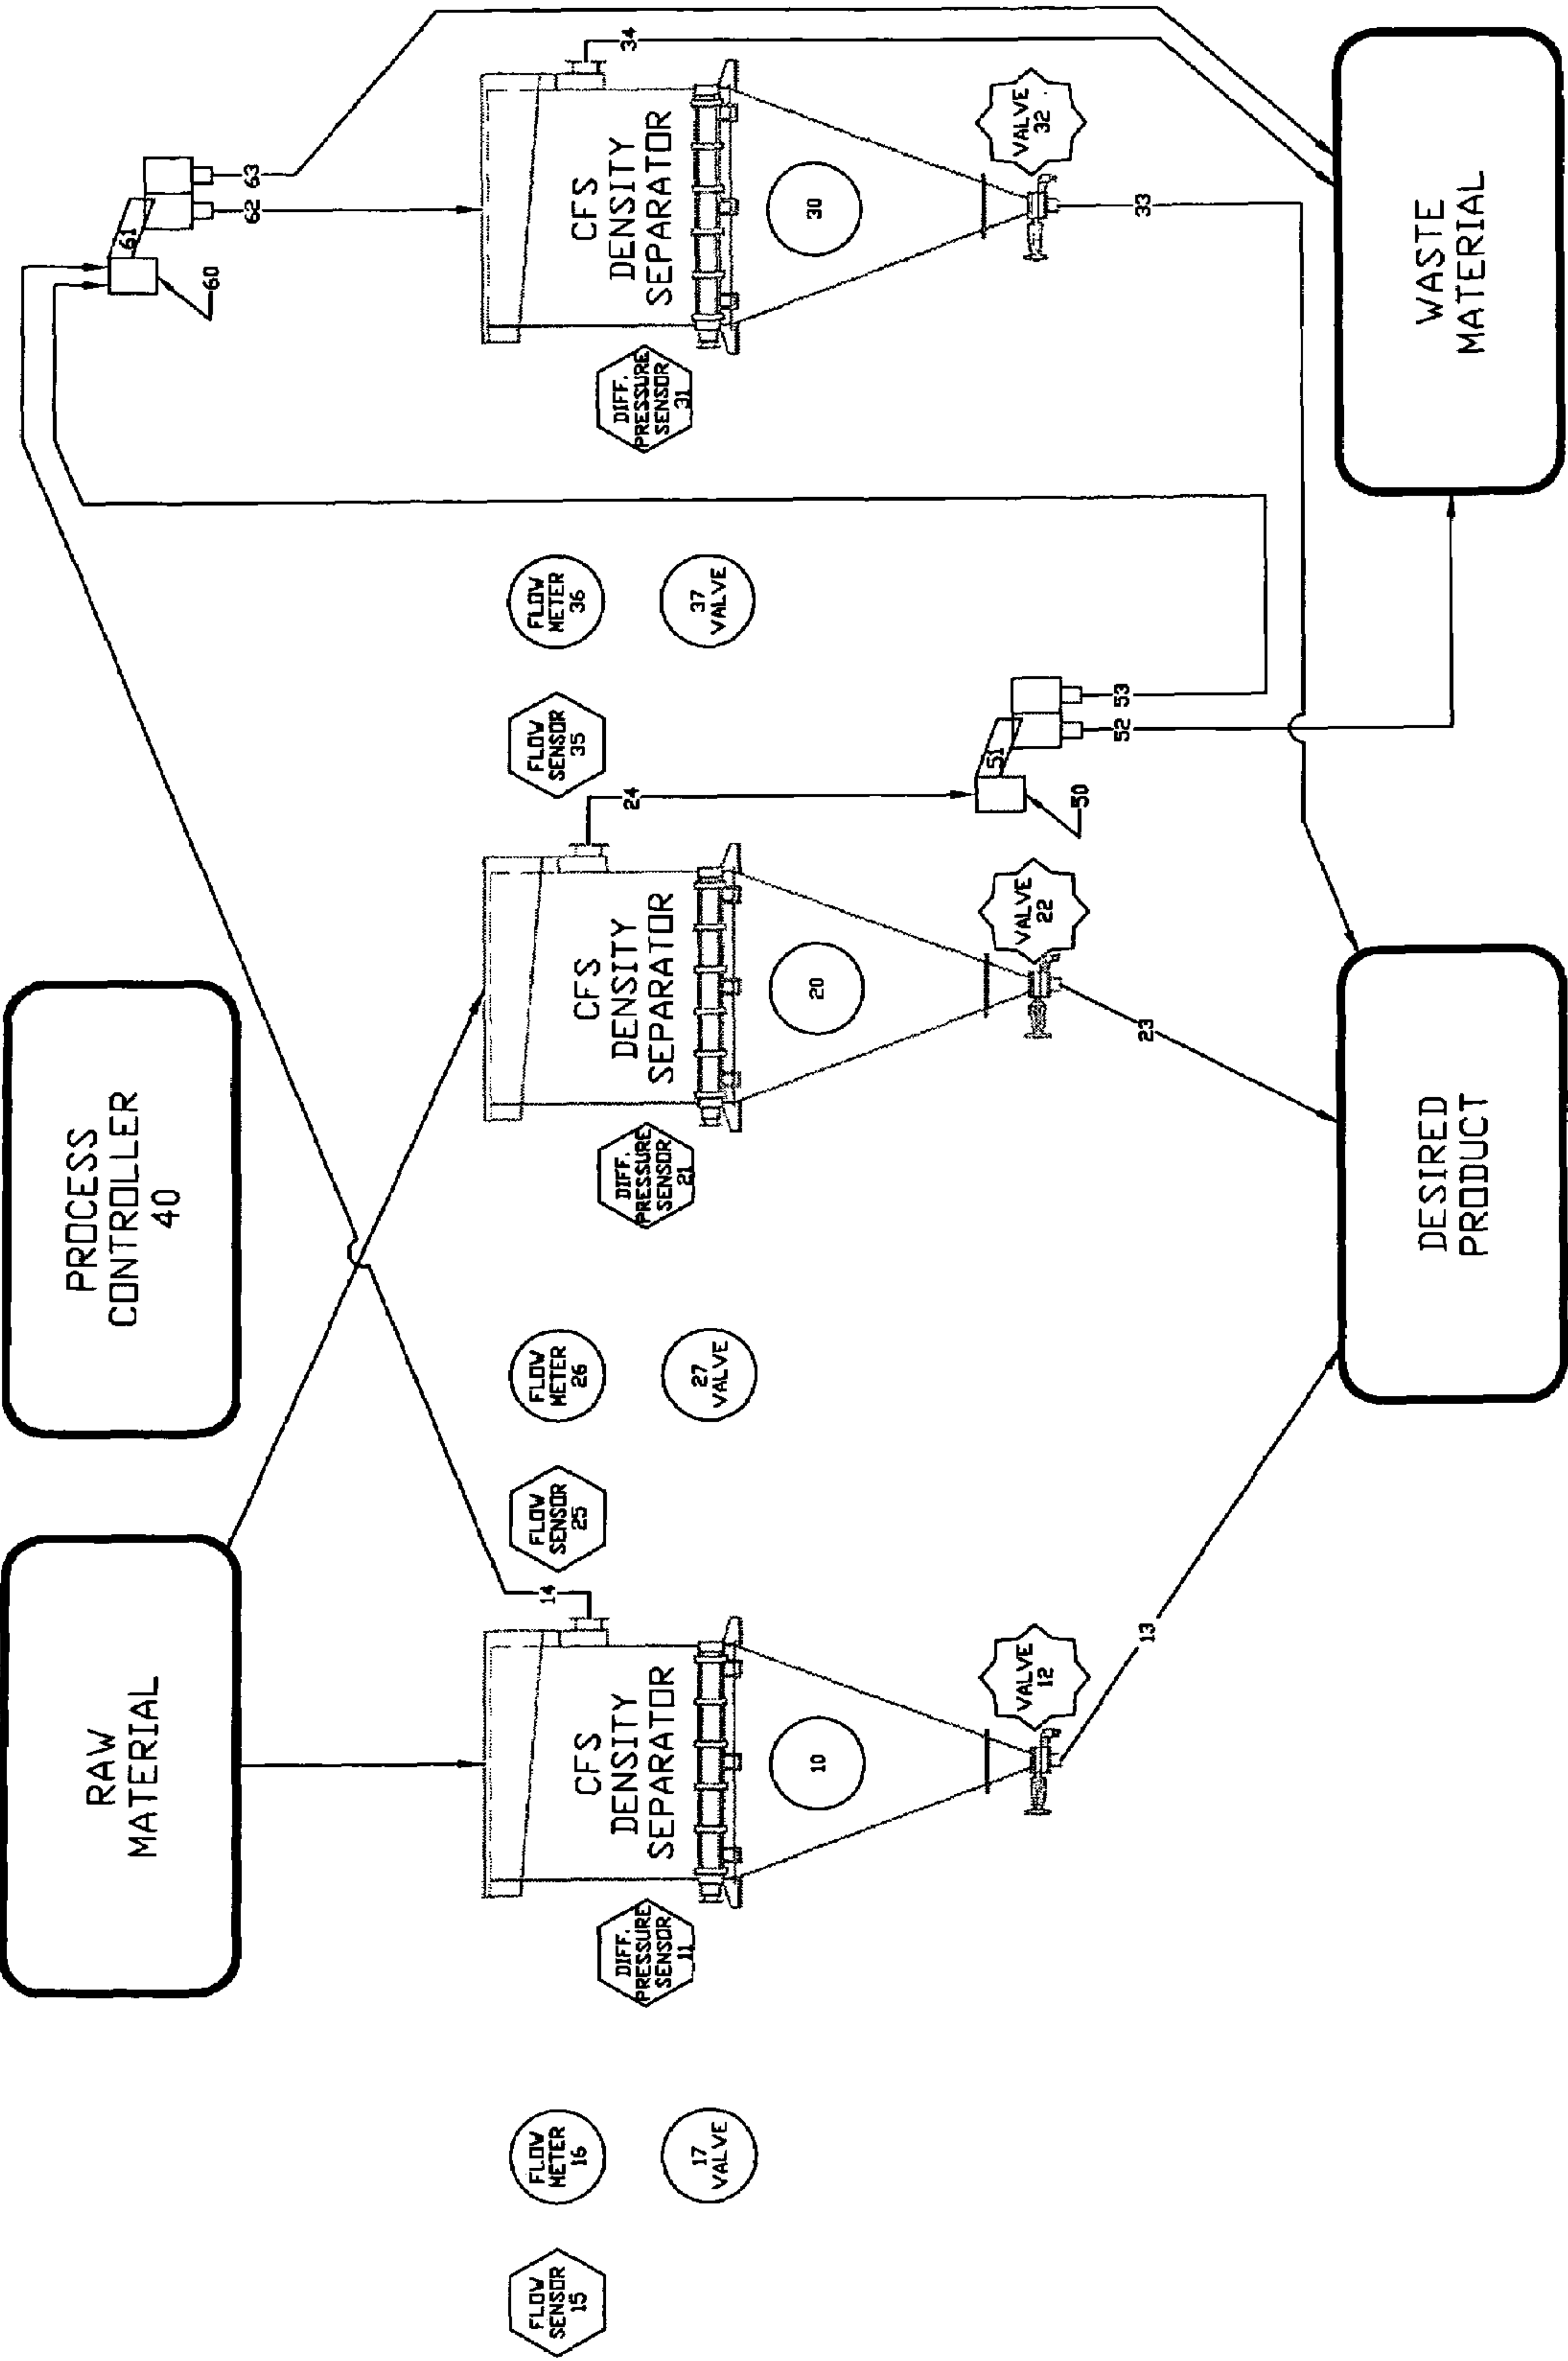 RAW
MATERIAL
PROCESS
CONTROLLER
40
61
62
63
60
FLOW
SENSOR
15
FLOW
METER
16
17
VALVE
DIFF.
PRESSURE
SENSOR
11
CFS
DENSITY
SEPARATOR
10
14
VALVE
12
13
FLOW
SENSOR
25
FLOW
METER
26
27
VALVE
DIFF.
PRESSURE
SENSOR
21
CFS
DENSITY
SEPARATOR
20
24
VALVE
22
23
50
51
52
53
FLOW
SENSOR
35
FLOW
METER
36
37
VALVE
DIFF.
PRESSURE
SENSOR
31
CFS
DENSITY
SEPARATOR
30
34
VALVE
32
33
DESIRED
PRODUCT
WASTE
MATERIAL